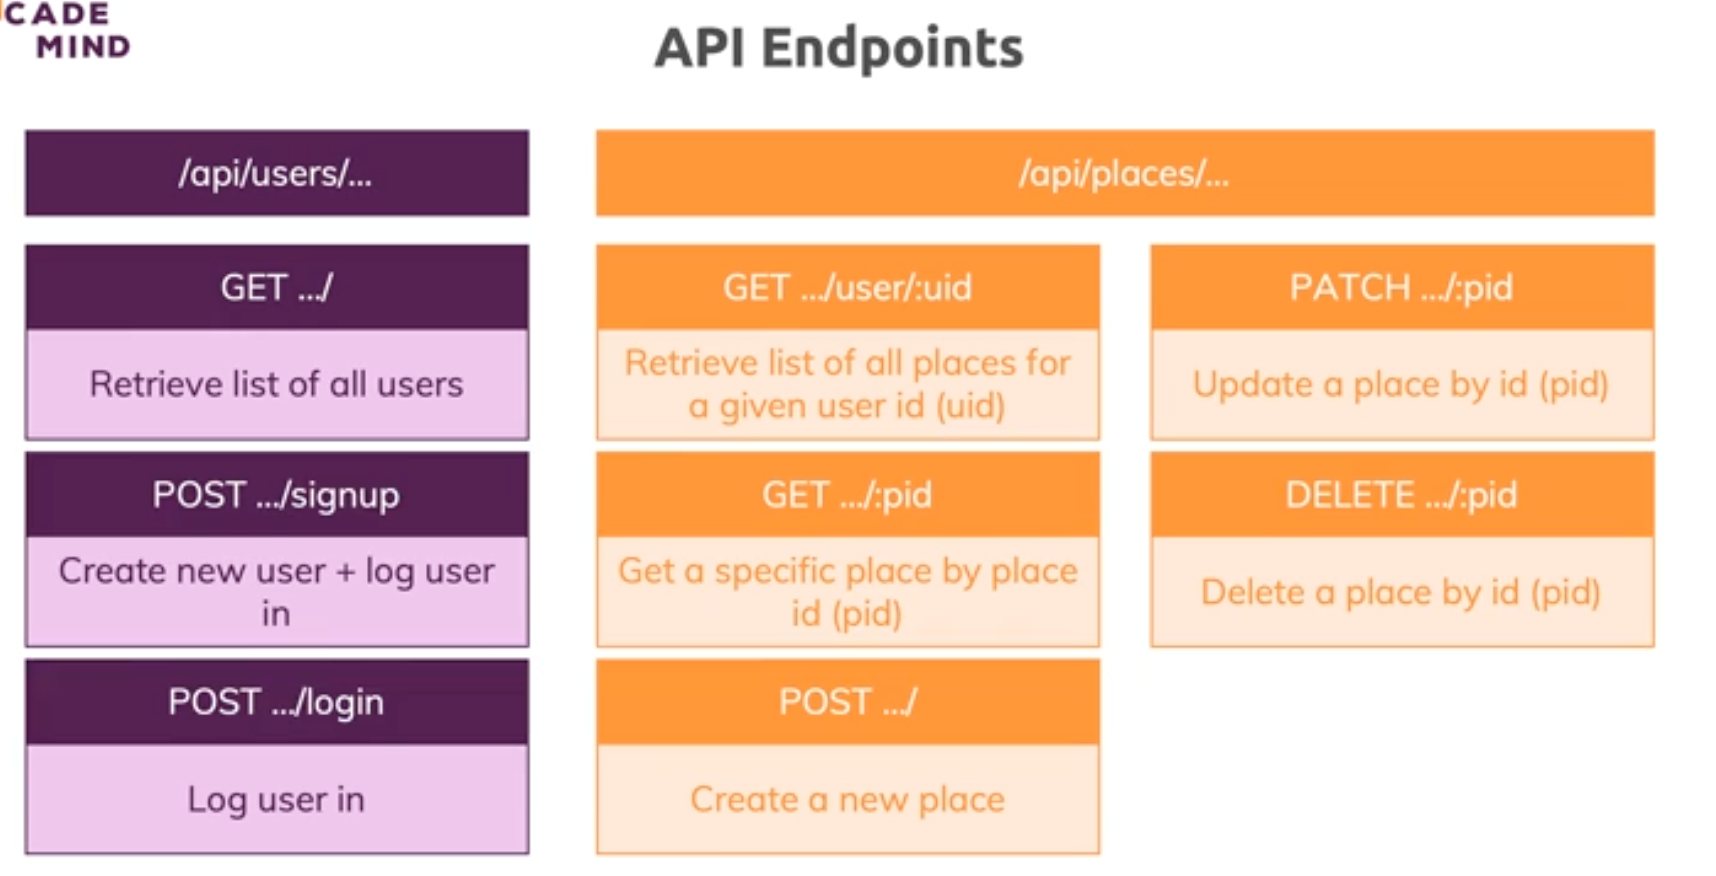 CADE
MIND
API Endpoints
/api/users/...
/api/places/...
GET .../
Retrieve list of all users
POST .../signup
Create new user + log user
in
POST .../login
Log user in
GET .../user/:uid
Retrieve list of all places for
a given user id (uid)
GET .../:pid
Get a specific place by place
id (pid)
POST .../
Create a new place
PATCH .../:pid
Update a place by id (pid)
DELETE .../:pid
Delete a place by id (pid)